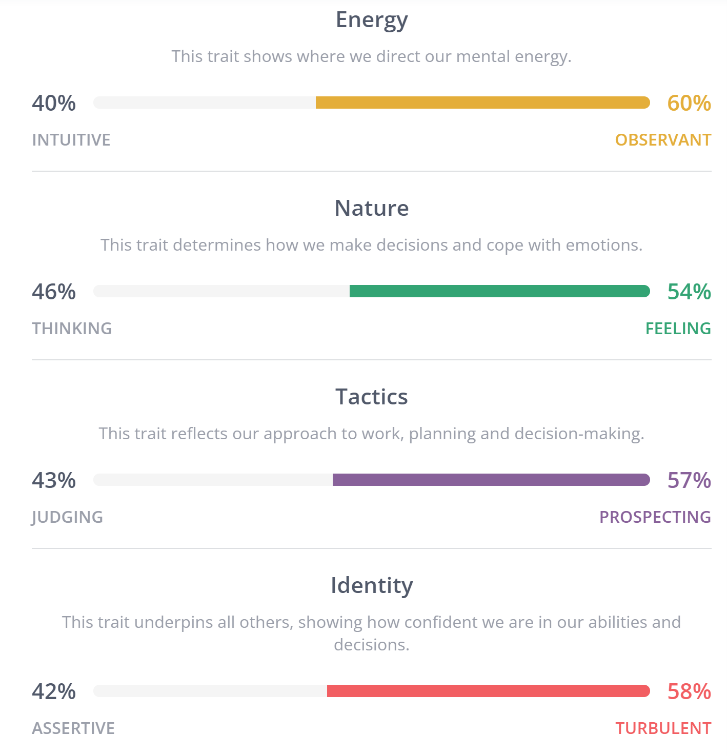 Energy
This trait shows where we direct our mental energy.
40% 60%
INTUITIVE OBSERVANT
Nature
This trait determines how we make decisions and cope with emotions.
46% 54%
THINKING FEELING
Tactics
This trait reflects our approach to work, planning and decision-making.
43% 57%
JUDGING PROSPECTING
Identity
This trait underpins all others, showing how confident we are in our abilities and
decisions.
42% 58%
ASSERTIVE TURBULENT